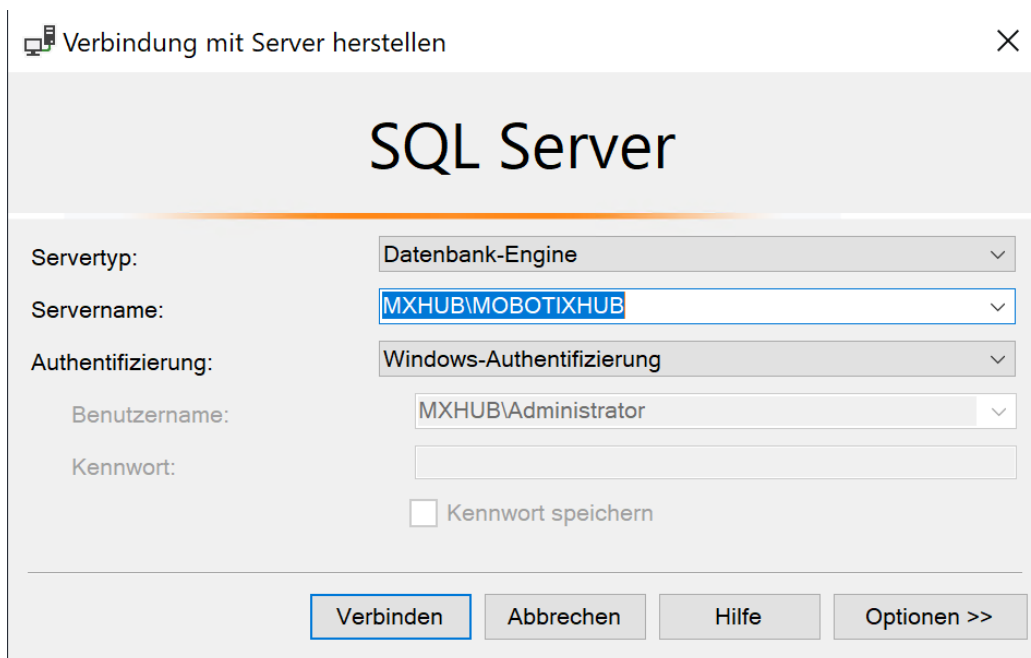 Verbindung mit Server herstellen
SQL Server
Servertyp: Datenbank-Engine
Servername: MXHUB\MOBOTIXHUB
Authentifizierung: Windows-Authentifizierung
Benutzername: MXHUB\Administrator
Kennwort:
Kennwort speichern
Verbinden Abbrechen Hilfe Optionen >>